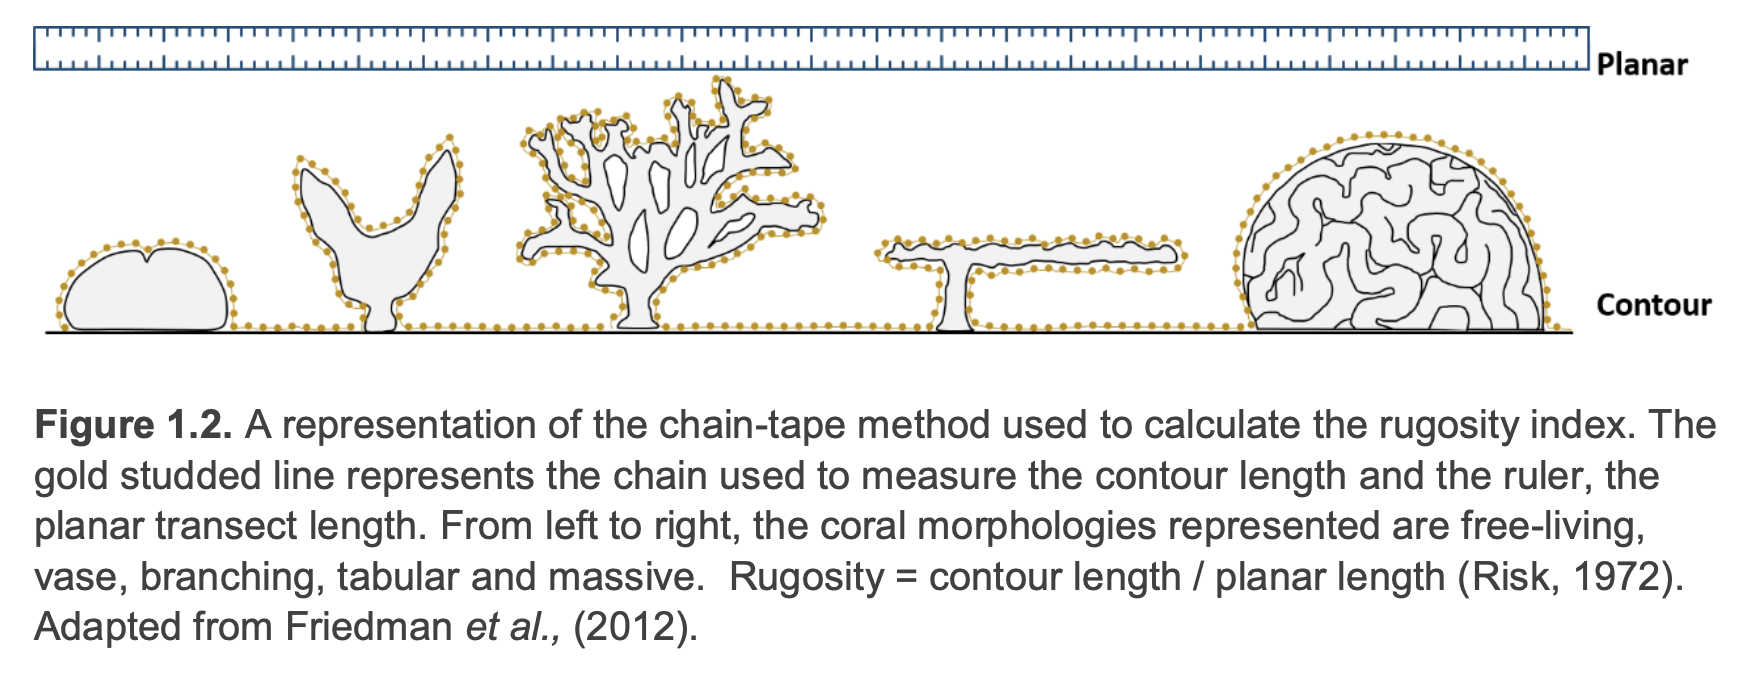 Planar
Contour
Figure 1.2. A representation of the chain-tape method used to calculate the rugosity index. The
gold studded line represents the chain used to measure the contour length and the ruler, the
planar transect length. From left to right, the coral morphologies represented are free-living,
vase, branching, tabular and massive.  Rugosity = contour length / planar length (Risk, 1972).
Adapted from Friedman et al., (2012).